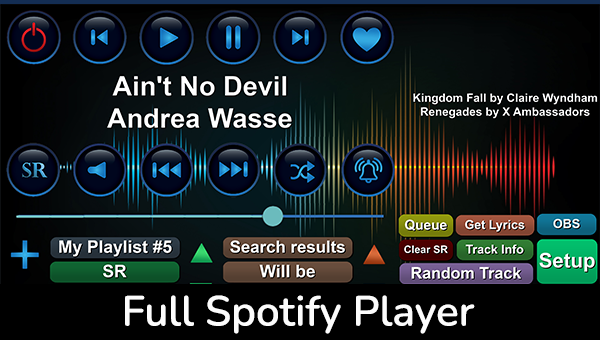 Ain't No Devil
Andrea Wasse
Kingdom Fall by Claire Wyndham
Renegades by X Ambassadors
SR
Queue
Get Lyrics
OBS
My Playlist #5
Search results
Clear SR
Track Info
Setup
SR
Will be
Random Track
Full Spotify Player